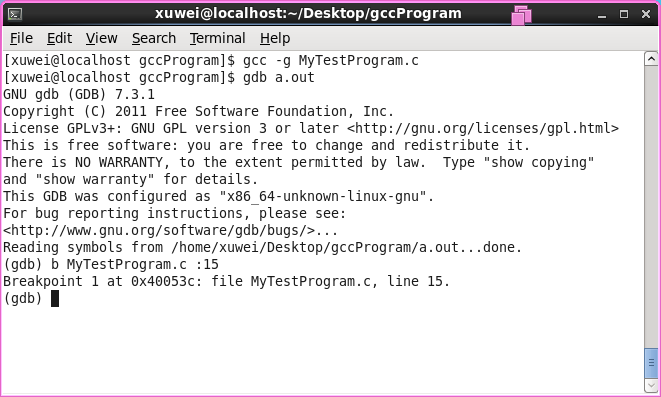 xuwei@localhost:~/Desktop/gccProgram
File Edit View Search Terminal Help
[xuwei@localhost gccProgram]$ gcc -g MyTestProgram.c
[xuwei@localhost gccProgram]$ gdb a.out
GNU gdb (GDB) 7.3.1
Copyright (C) 2011 Free Software Foundation, Inc.
License GPLv3+: GNU GPL version 3 or later <http://gnu.org/licenses/gpl.html>
This is free software: you are free to change and redistribute it.
There is NO WARRANTY, to the extent permitted by law.  Type "show copying"
and "show warranty" for details.
This GDB was configured as "x86_64-unknown-linux-gnu".
For bug reporting instructions, please see:
<http://www.gnu.org/software/gdb/bugs/>...
Reading symbols from /home/xuwei/Desktop/gccProgram/a.out...done.
(gdb) b MyTestProgram.c :15
Breakpoint 1 at 0x40053c: file MyTestProgram.c, line 15.
(gdb)